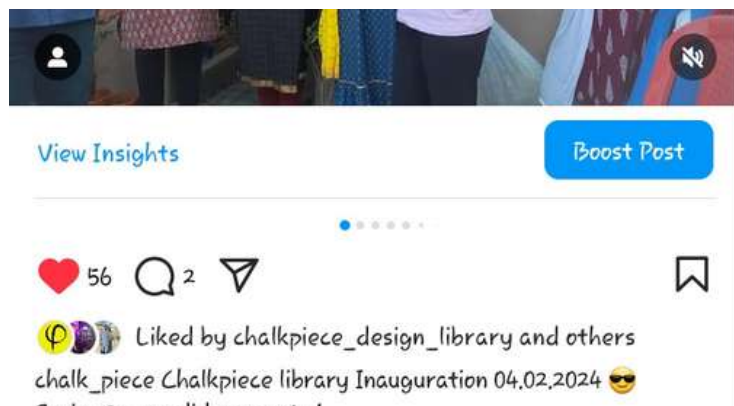 View Insights
Boost Post
56
2
φ
Liked by chalkpiece_design_library and others
chalk_piece Chalkpiece library Inauguration 04.02.2024 😎